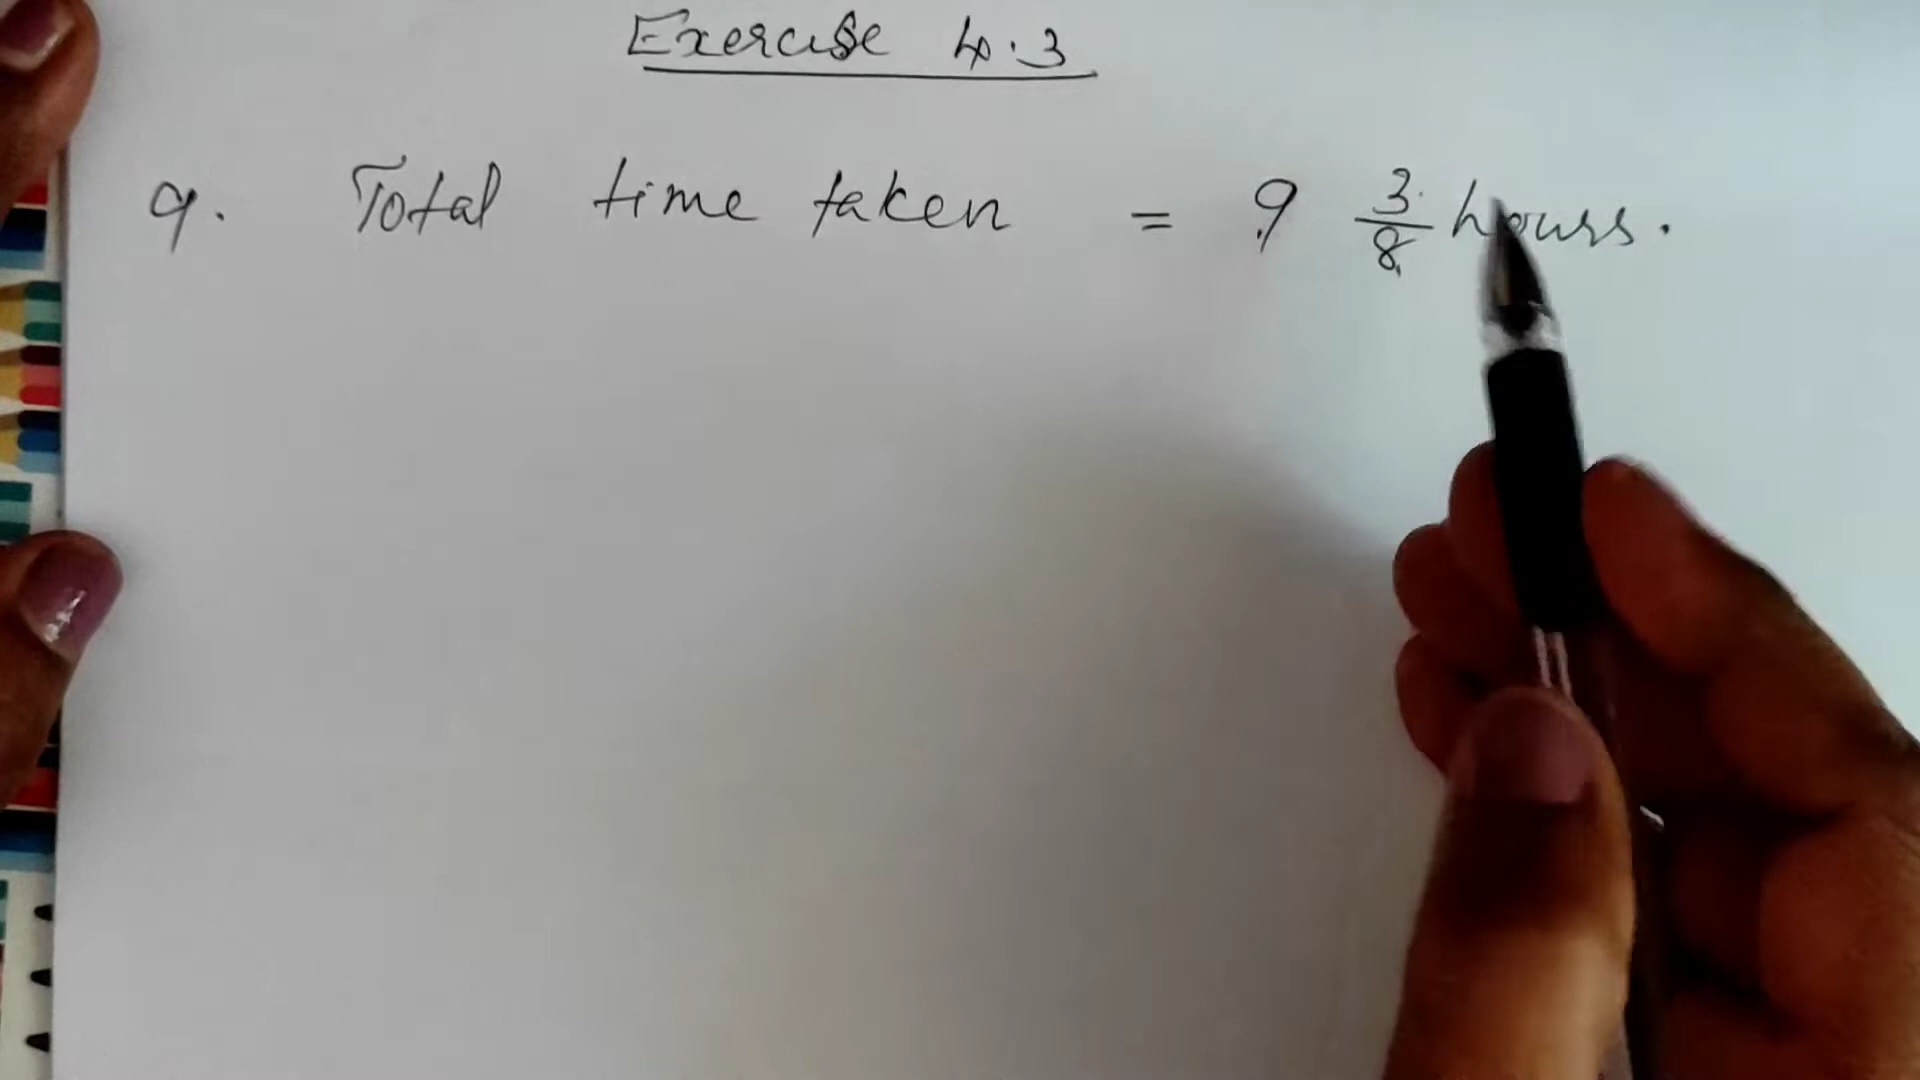 Exercise 4.3
9. Total time taken = 9 3/8 hours.